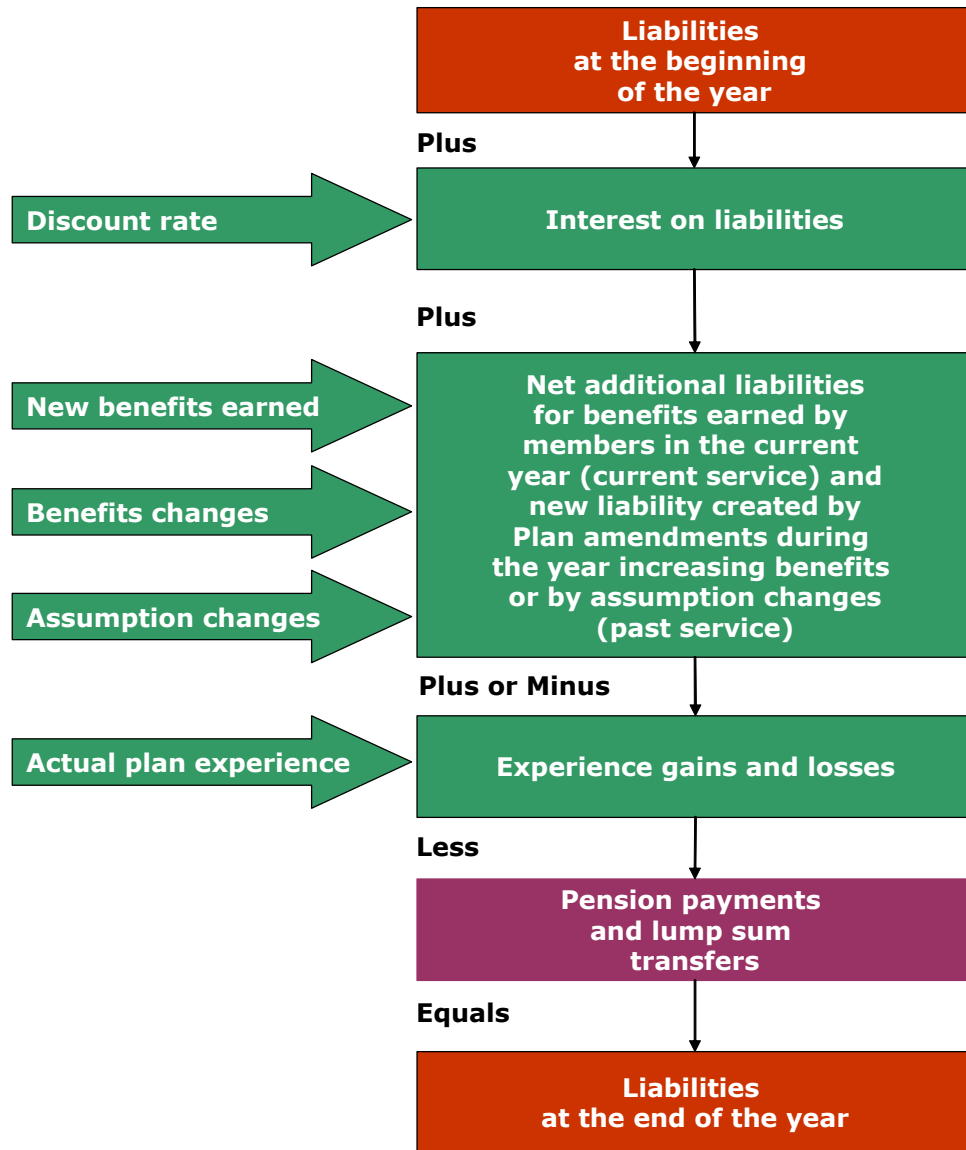 Liabilities
at the beginning
of the year
Plus
Discount rate
Interest on liabilities
Plus
New benefits earned
Benefits changes
Assumption changes
Net additional liabilities
for benefits earned by
members in the current
year (current service) and
new liability created by
Plan amendments during
the year increasing benefits
or by assumption changes
(past service)
Plus or Minus
Actual plan experience
Experience gains and losses
Less
Pension payments
and lump sum
transfers
Equals
Liabilities
at the end of the year